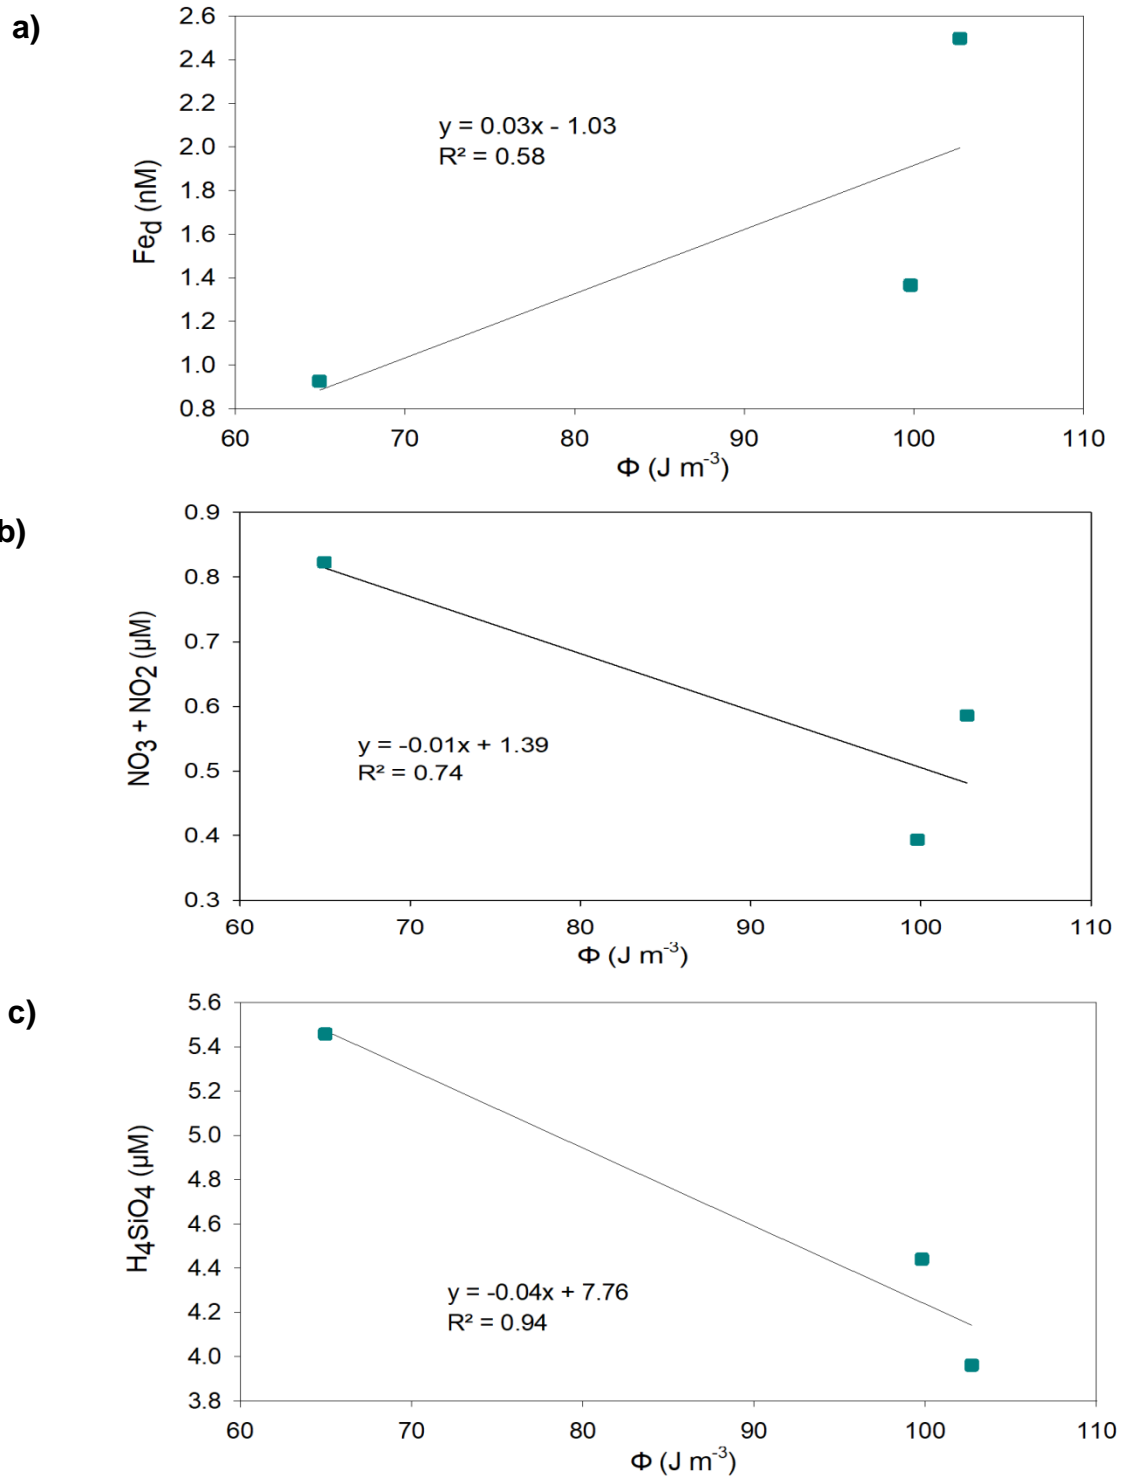 a)
2.6
2.4
2.2
2.0
1.8
1.6
1.4
1.2
1.0
0.8
Fed (nM)
y = 0.03x - 1.03
R² = 0.58
60 70 80 90 100 110
Φ (J m⁻³)
b)
0.9
0.8
0.7
0.6
0.5
0.4
0.3
NO₃ + NO₂ (µM)
y = -0.01x + 1.39
R² = 0.74
60 70 80 90 100 110
Φ (J m⁻³)
c)
5.6
5.4
5.2
5.0
4.8
4.6
4.4
4.2
4.0
3.8
H₄SiO₄ (µM)
y = -0.04x + 7.76
R² = 0.94
60 70 80 90 100 110
Φ (J m⁻³)